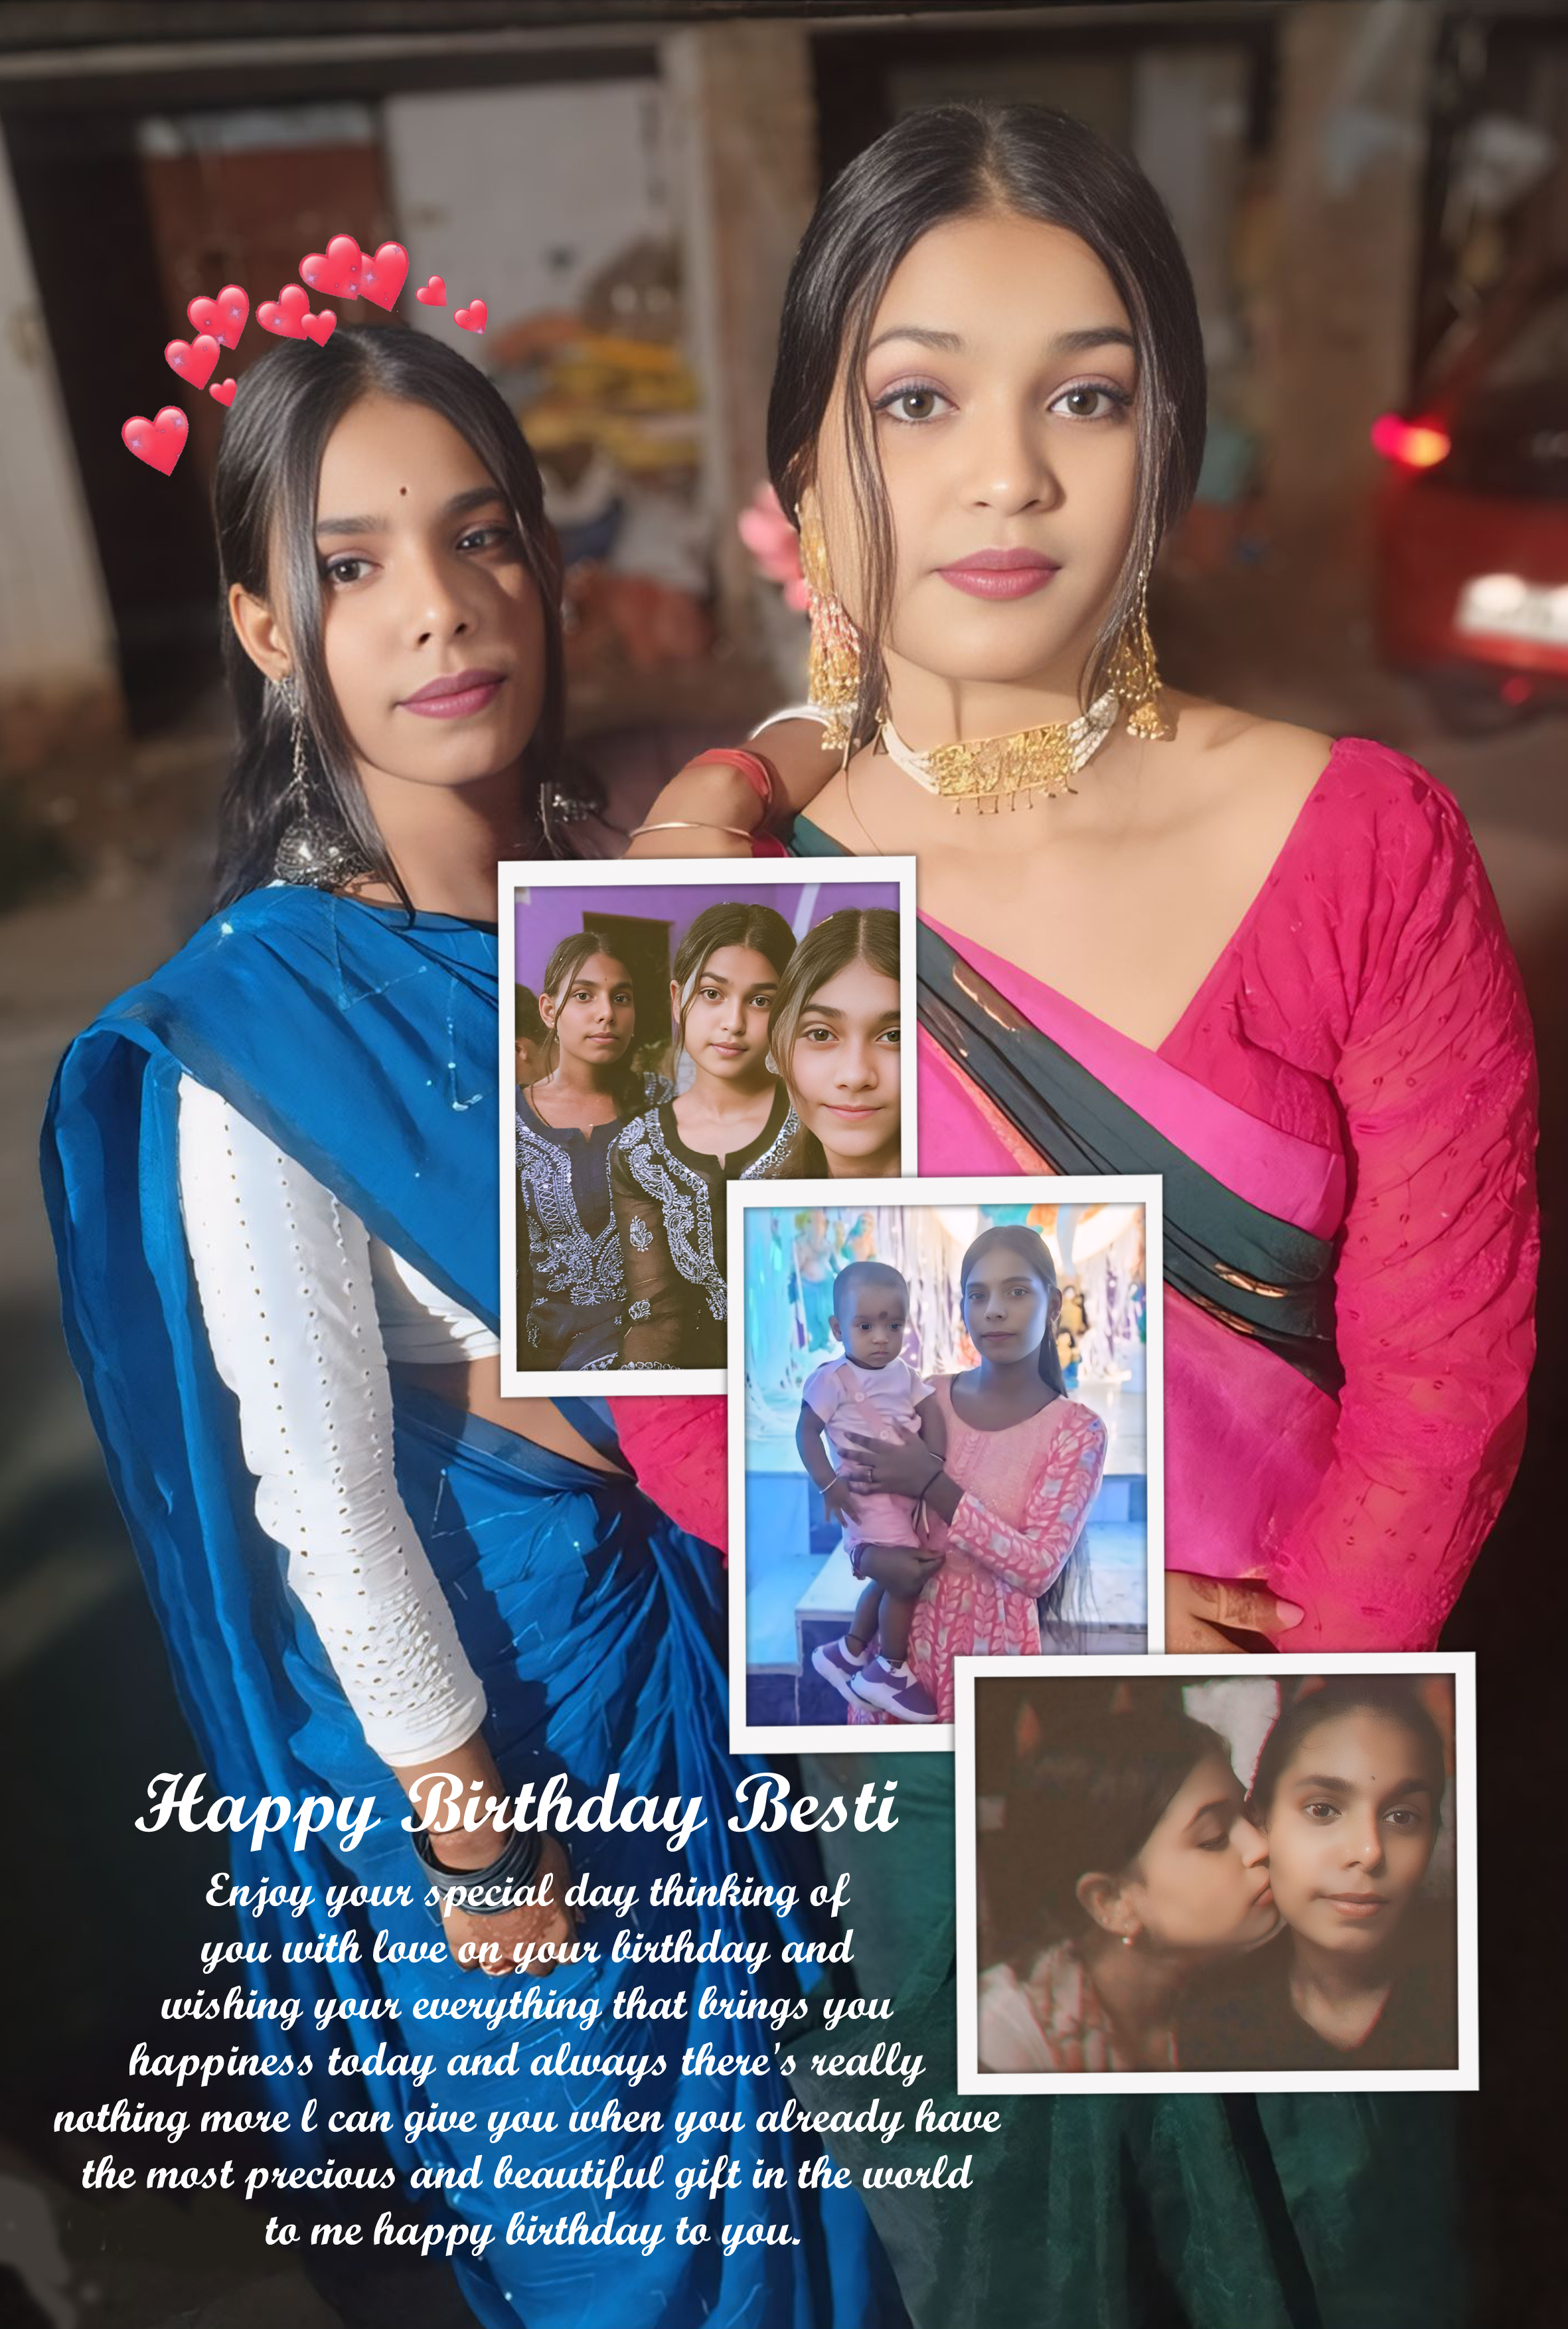 Happy Birthday Besti
Enjoy your special day thinking of
you with love on your birthday and
wishing your everything that brings you
happiness today and always there's really
nothing more l can give you when you already have
the most precious and beautiful gift in the world
to me happy birthday to you.